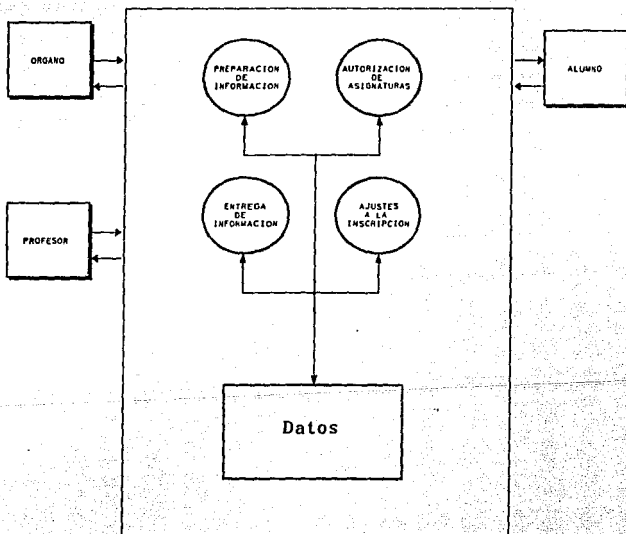 ORGANO
PREPARACION
DE
INFORMACION
AUTORIZACION
DE
ASIGNATURAS
ALUMNO
PROFESOR
ENTREGA
DE
INFORMACION
AJUSTES
A LA
INSCRIPCION
Datos